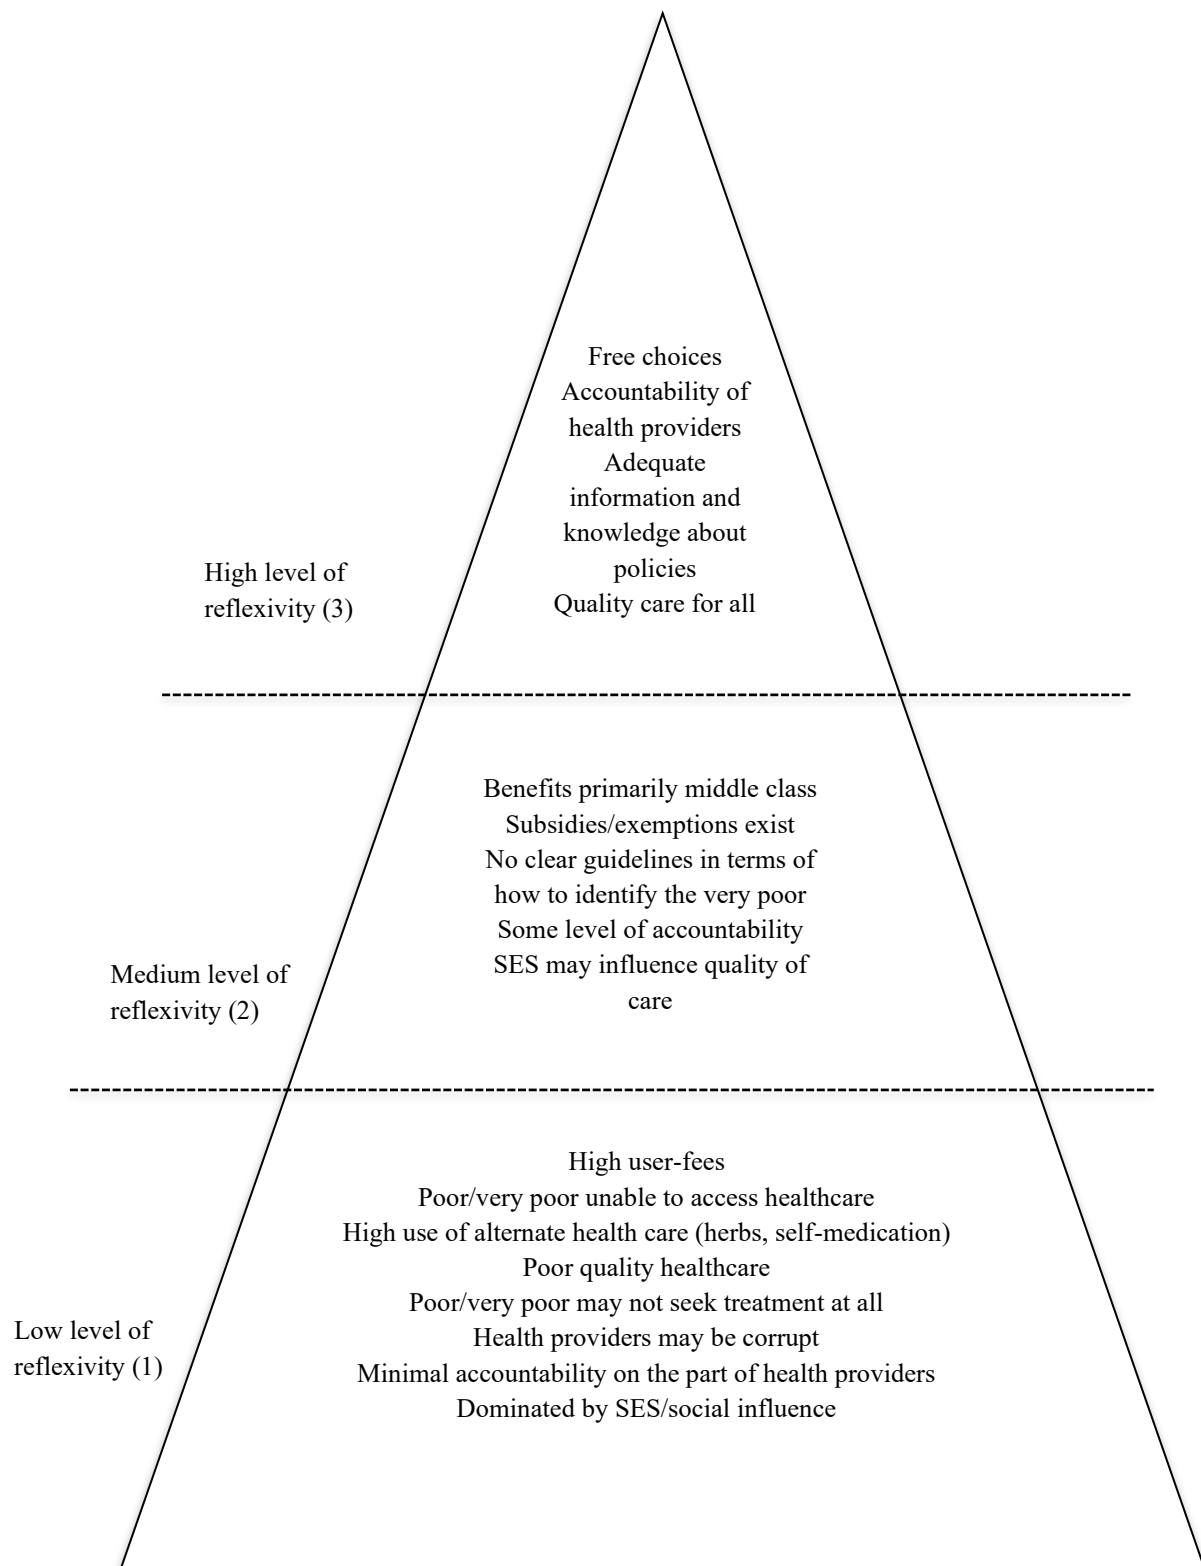 Free choices
Accountability of
health providers
Adequate
information and
knowledge about
policies
Quality care for all
High level of
reflexivity (3)
Benefits primarily middle class
Subsidies/exemptions exist
No clear guidelines in terms of
how to identify the very poor
Some level of accountability
SES may influence quality of
care
Medium level of
reflexivity (2)
High user-fees
Poor/very poor unable to access healthcare
High use of alternate health care (herbs, self-medication)
Poor quality healthcare
Poor/very poor may not seek treatment at all
Health providers may be corrupt
Minimal accountability on the part of health providers
Dominated by SES/social influence
Low level of
reflexivity (1)